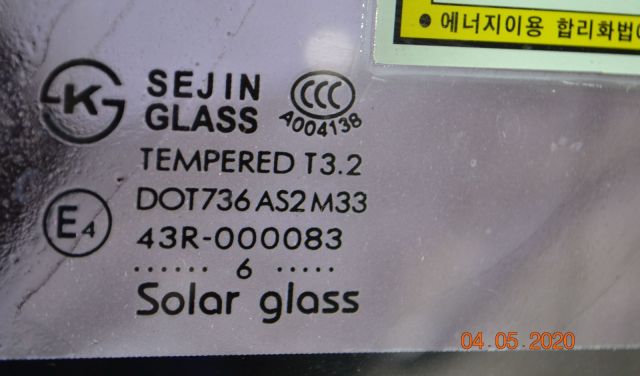 ● 에너지이용 합리화법에
K
SEJIN
GLASS
CCC
A004138
TEMPERED T3.2
DOT736 AS2 M33
E4
43R-000083
...... 6 .....
Solar glass
04.05.2020